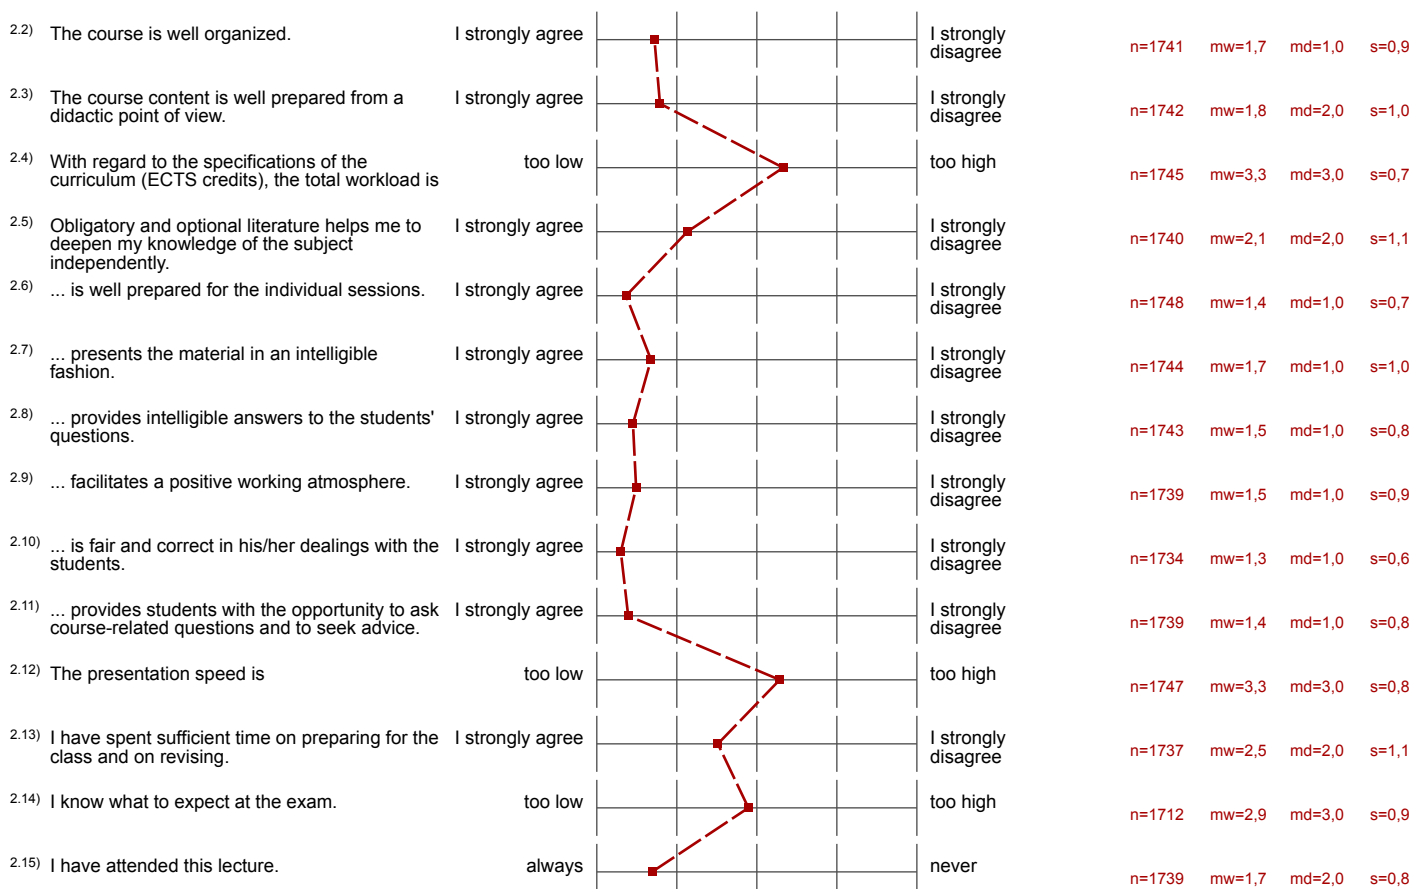 2.2) The course is well organized. I strongly agree I strongly
disagree n=1741 mw=1,7 md=1,0 s=0,9
2.3) The course content is well prepared from a I strongly agree I strongly
didactic point of view. disagree n=1742 mw=1,8 md=2,0 s=1,0
2.4) With regard to the specifications of the too low too high
curriculum (ECTS credits), the total workload is n=1745 mw=3,3 md=3,0 s=0,7
2.5) Obligatory and optional literature helps me to I strongly agree I strongly
deepen my knowledge of the subject disagree n=1740 mw=2,1 md=2,0 s=1,1
independently.
2.6) ... is well prepared for the individual sessions. I strongly agree I strongly
disagree n=1748 mw=1,4 md=1,0 s=0,7
2.7) ... presents the material in an intelligible I strongly agree I strongly
fashion. disagree n=1744 mw=1,7 md=1,0 s=1,0
2.8) ... provides intelligible answers to the students' I strongly agree I strongly
questions. disagree n=1743 mw=1,5 md=1,0 s=0,8
2.9) ... facilitates a positive working atmosphere. I strongly agree I strongly
disagree n=1739 mw=1,5 md=1,0 s=0,9
2.10) ... is fair and correct in his/her dealings with the I strongly agree I strongly
students. disagree n=1734 mw=1,3 md=1,0 s=0,6
2.11) ... provides students with the opportunity to ask I strongly agree I strongly
course-related questions and to seek advice. disagree n=1739 mw=1,4 md=1,0 s=0,8
2.12) The presentation speed is too low too high
n=1747 mw=3,3 md=3,0 s=0,8
2.13) I have spent sufficient time on preparing for the I strongly agree I strongly
class and on revising. disagree n=1737 mw=2,5 md=2,0 s=1,1
2.14) I know what to expect at the exam. too low too high
n=1712 mw=2,9 md=3,0 s=0,9
2.15) I have attended this lecture. always never
n=1739 mw=1,7 md=2,0 s=0,8